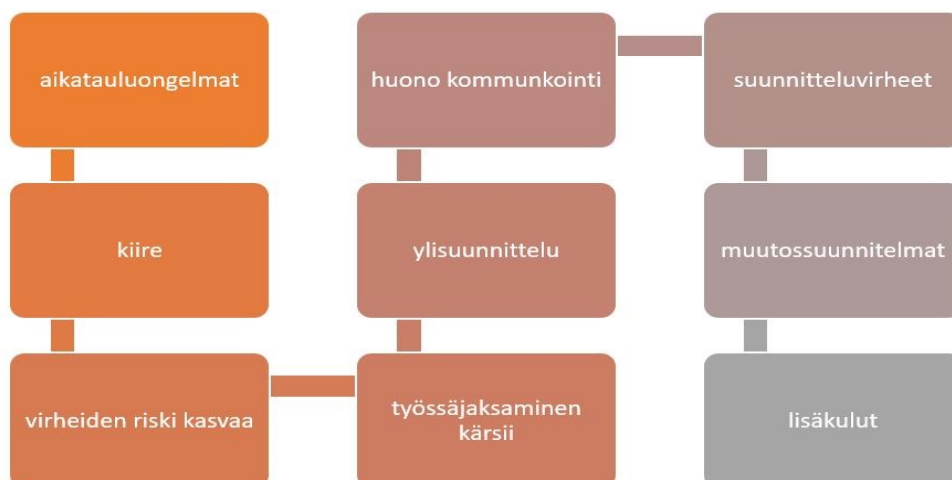 aikatauluongelmat
kiire
virheiden riski kasvaa
työssäjaksaminen
kärsii
ylisuunnittelu
huono kommunkointi
suunnitteluvirheet
muutossuunnitelmat
lisäkulut